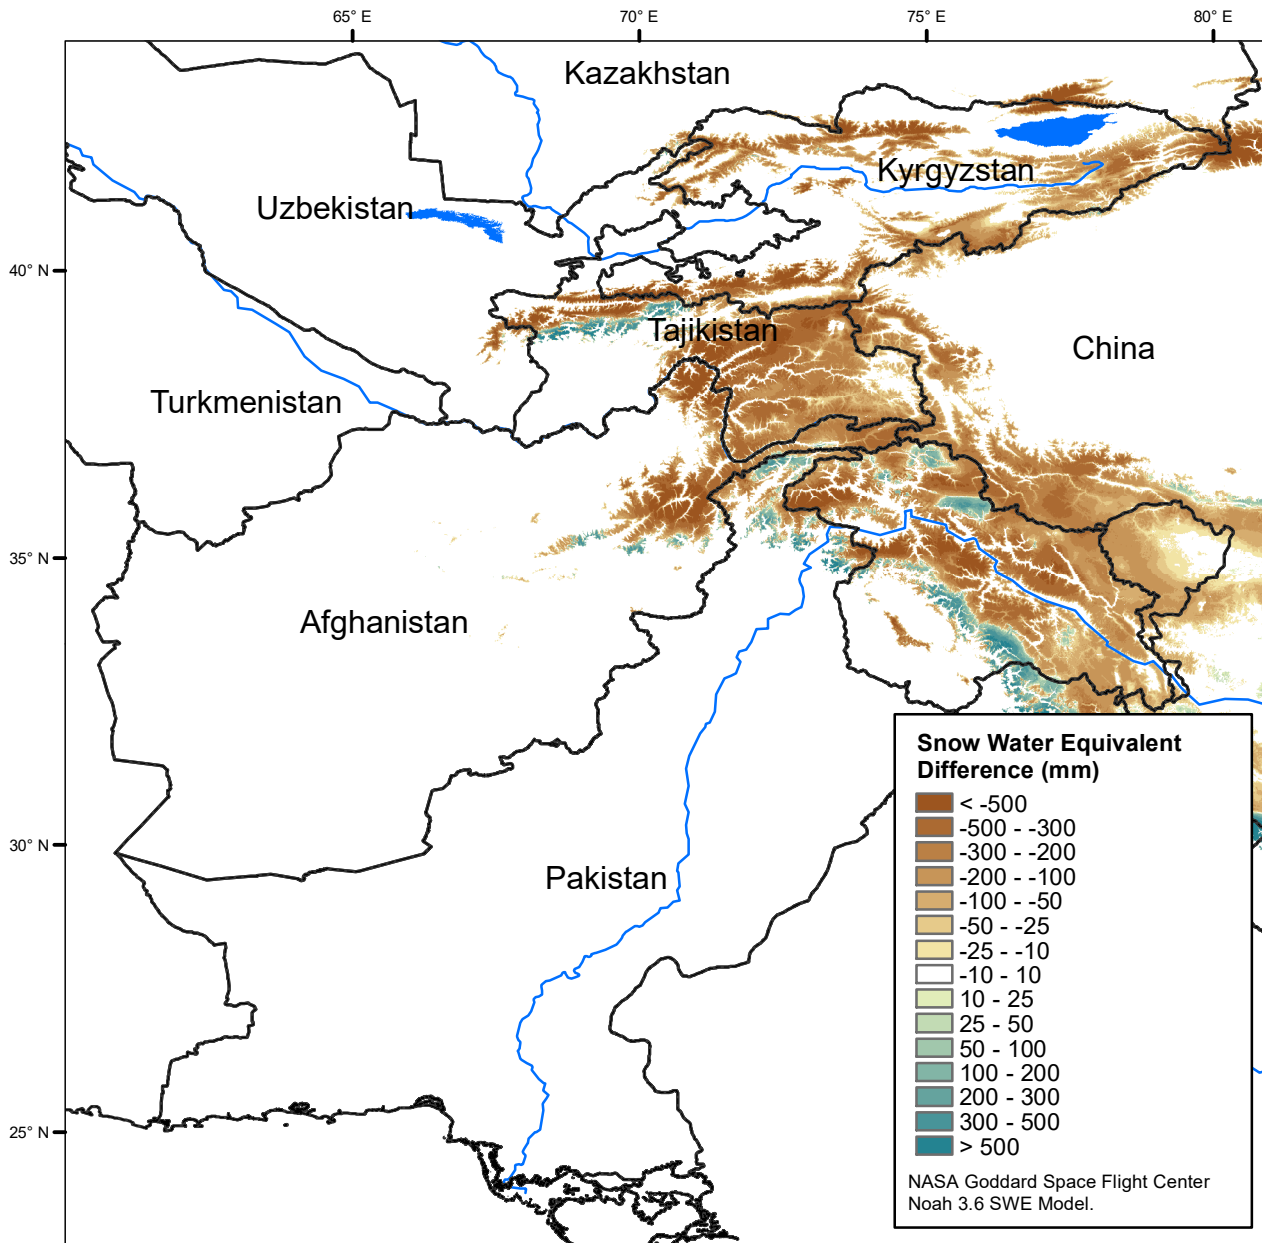 65° E
70° E
75° E
80° E
Kazakhstan
Kyrgyzstan
Uzbekistan
40° N
Tajikistan
China
Turkmenistan
35° N
Afghanistan
30° N
Pakistan
25° N
Snow Water Equivalent
Difference (mm)
< -500
-500 - -300
-300 - -200
-200 - -100
-100 - -50
-50 - -25
-25 - -10
-10 - 10
10 - 25
25 - 50
50 - 100
100 - 200
200 - 300
300 - 500
> 500
NASA Goddard Space Flight Center
Noah 3.6 SWE Model.